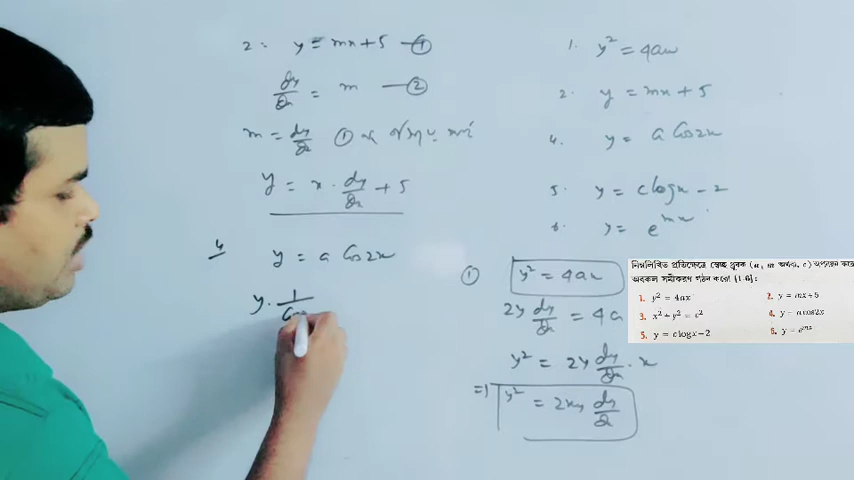 2. y = mx + 5 — ①
dy/dx = m — ②
m = dy/dx ① এ
y = x · dy/dx + 5
4 y = a Cos2x
y · 1/Cos
1. y² = 4ax
2. y = mx + 5
4. y = a Cos2x
5. y = c logx - 2
6. y = e^mx
① y² = 4ax
2y dy/dx = 4a
y² = 2y dy/dx · x
⇒ y² = 2xy dy/dx
নিম্নলিখিত প্রতিক্ষেত্রে স্বেচ্ছ ধ্রুবক (a, m অথবা, c) অপসারণ করে
অবকল সমীকরণ গঠন করো [1-6]:
1. y² = 4ax 2. y = mx+5
3. x² + y² = c² 4. y = acos2x
5. y = clogx−2 6. y = e^mx